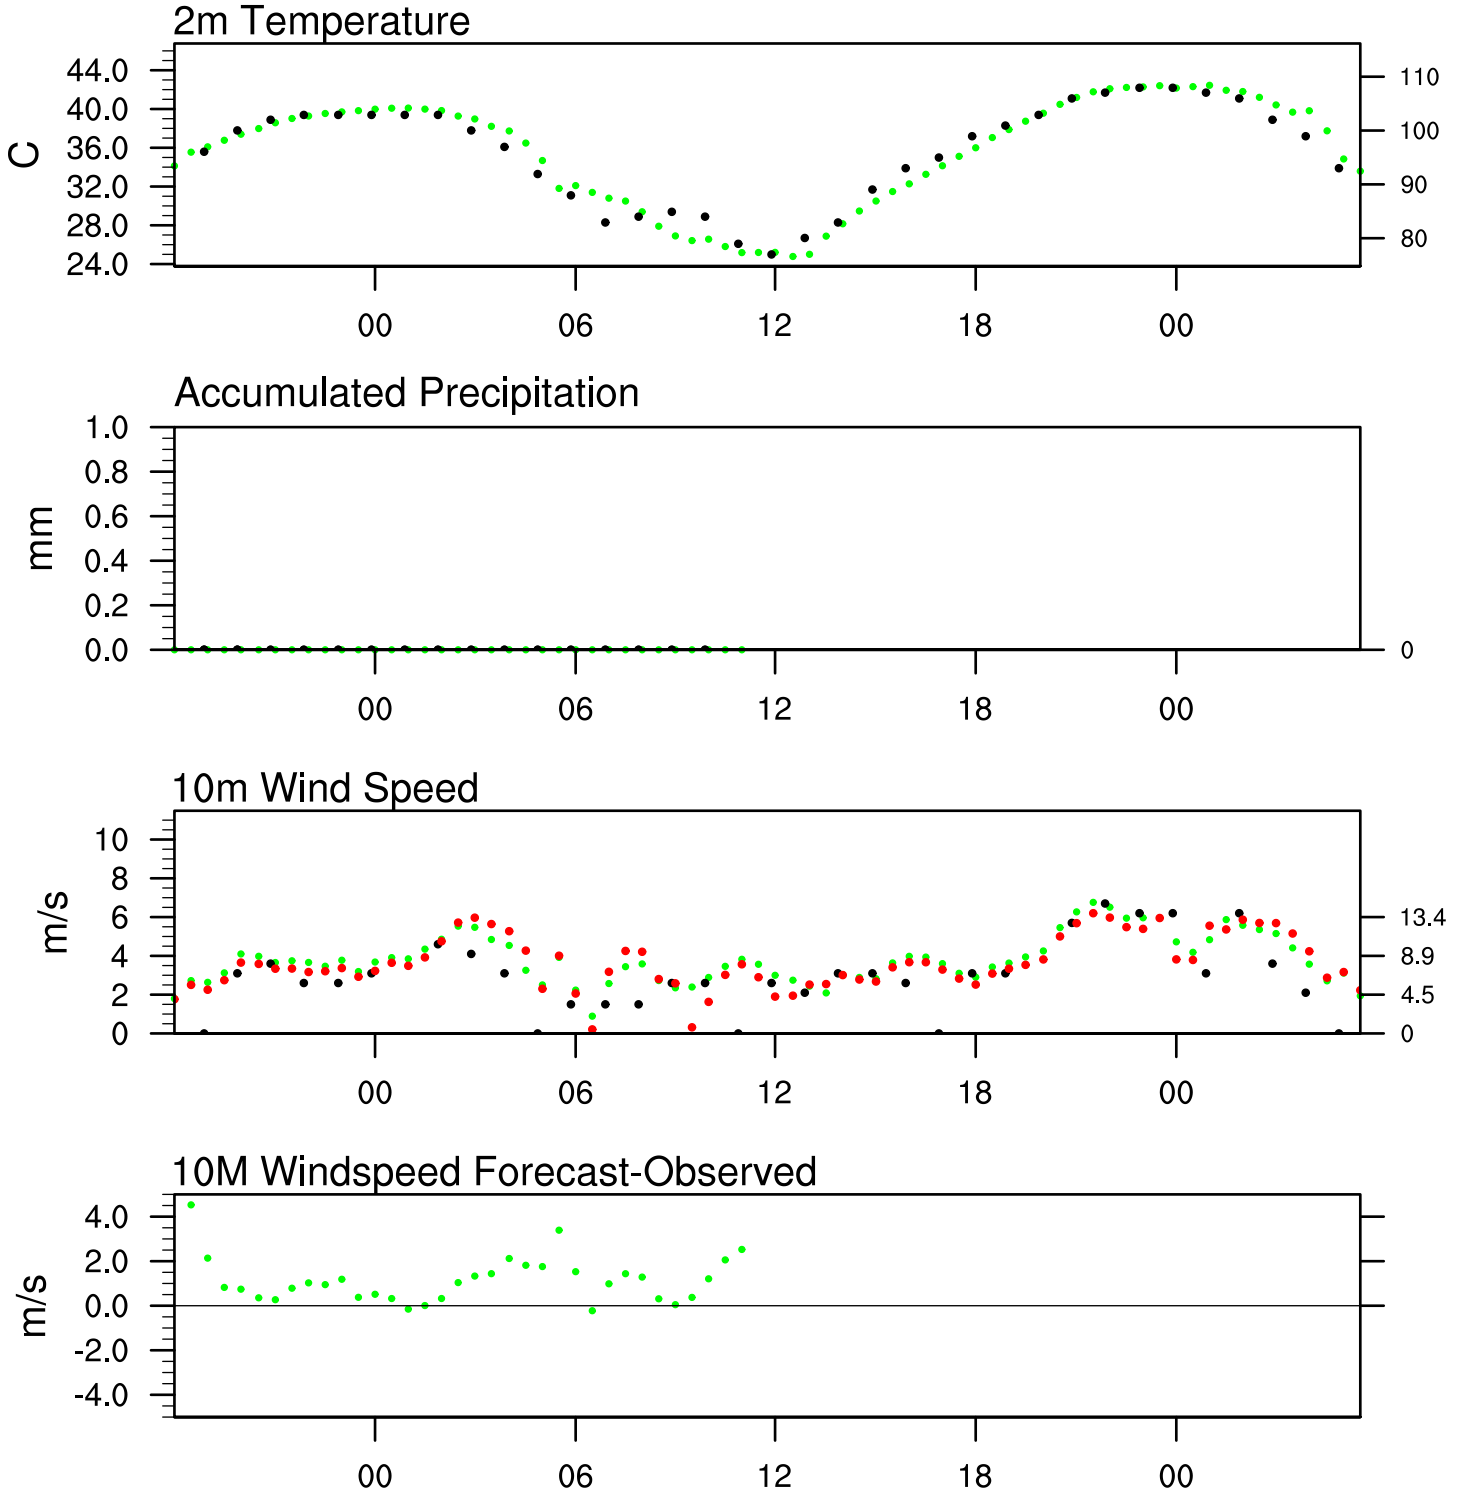 2m Temperature
44.0
40.0
36.0
32.0
28.0
24.0
C
110
100
90
80
00 06 12 18 00
Accumulated Precipitation
1.0
0.8
0.6
0.4
0.2
0.0
mm
0
00 06 12 18 00
10m Wind Speed
10
8
6
4
2
0
m/s
13.4
8.9
4.5
0
00 06 12 18 00
10M Windspeed Forecast-Observed
4.0
2.0
0.0
-2.0
-4.0
m/s
00 06 12 18 00